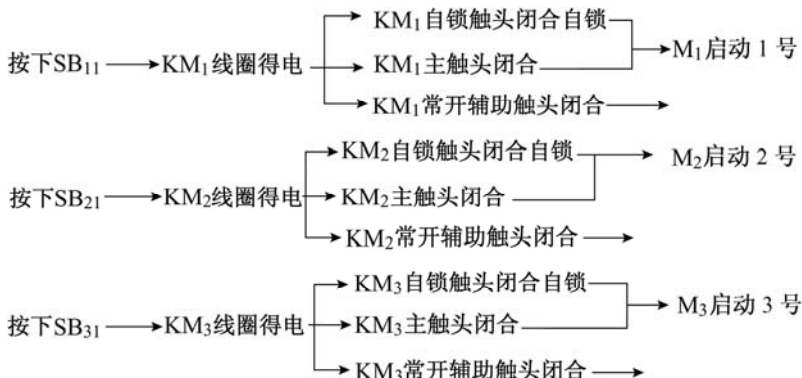 KM₁自锁触头闭合自锁
按下SB₁₁ → KM₁线圈得电 → KM₁主触头闭合 → M₁启动 1 号
KM₁常开辅助触头闭合 →
KM₂自锁触头闭合自锁 → M₂启动 2 号
按下SB₂₁ → KM₂线圈得电 → KM₂主触头闭合
KM₂常开辅助触头闭合 →
KM₃自锁触头闭合自锁
按下SB₃₁ → KM₃线圈得电 → KM₃主触头闭合 → M₃启动 3 号
KM₃常开辅助触头闭合 →